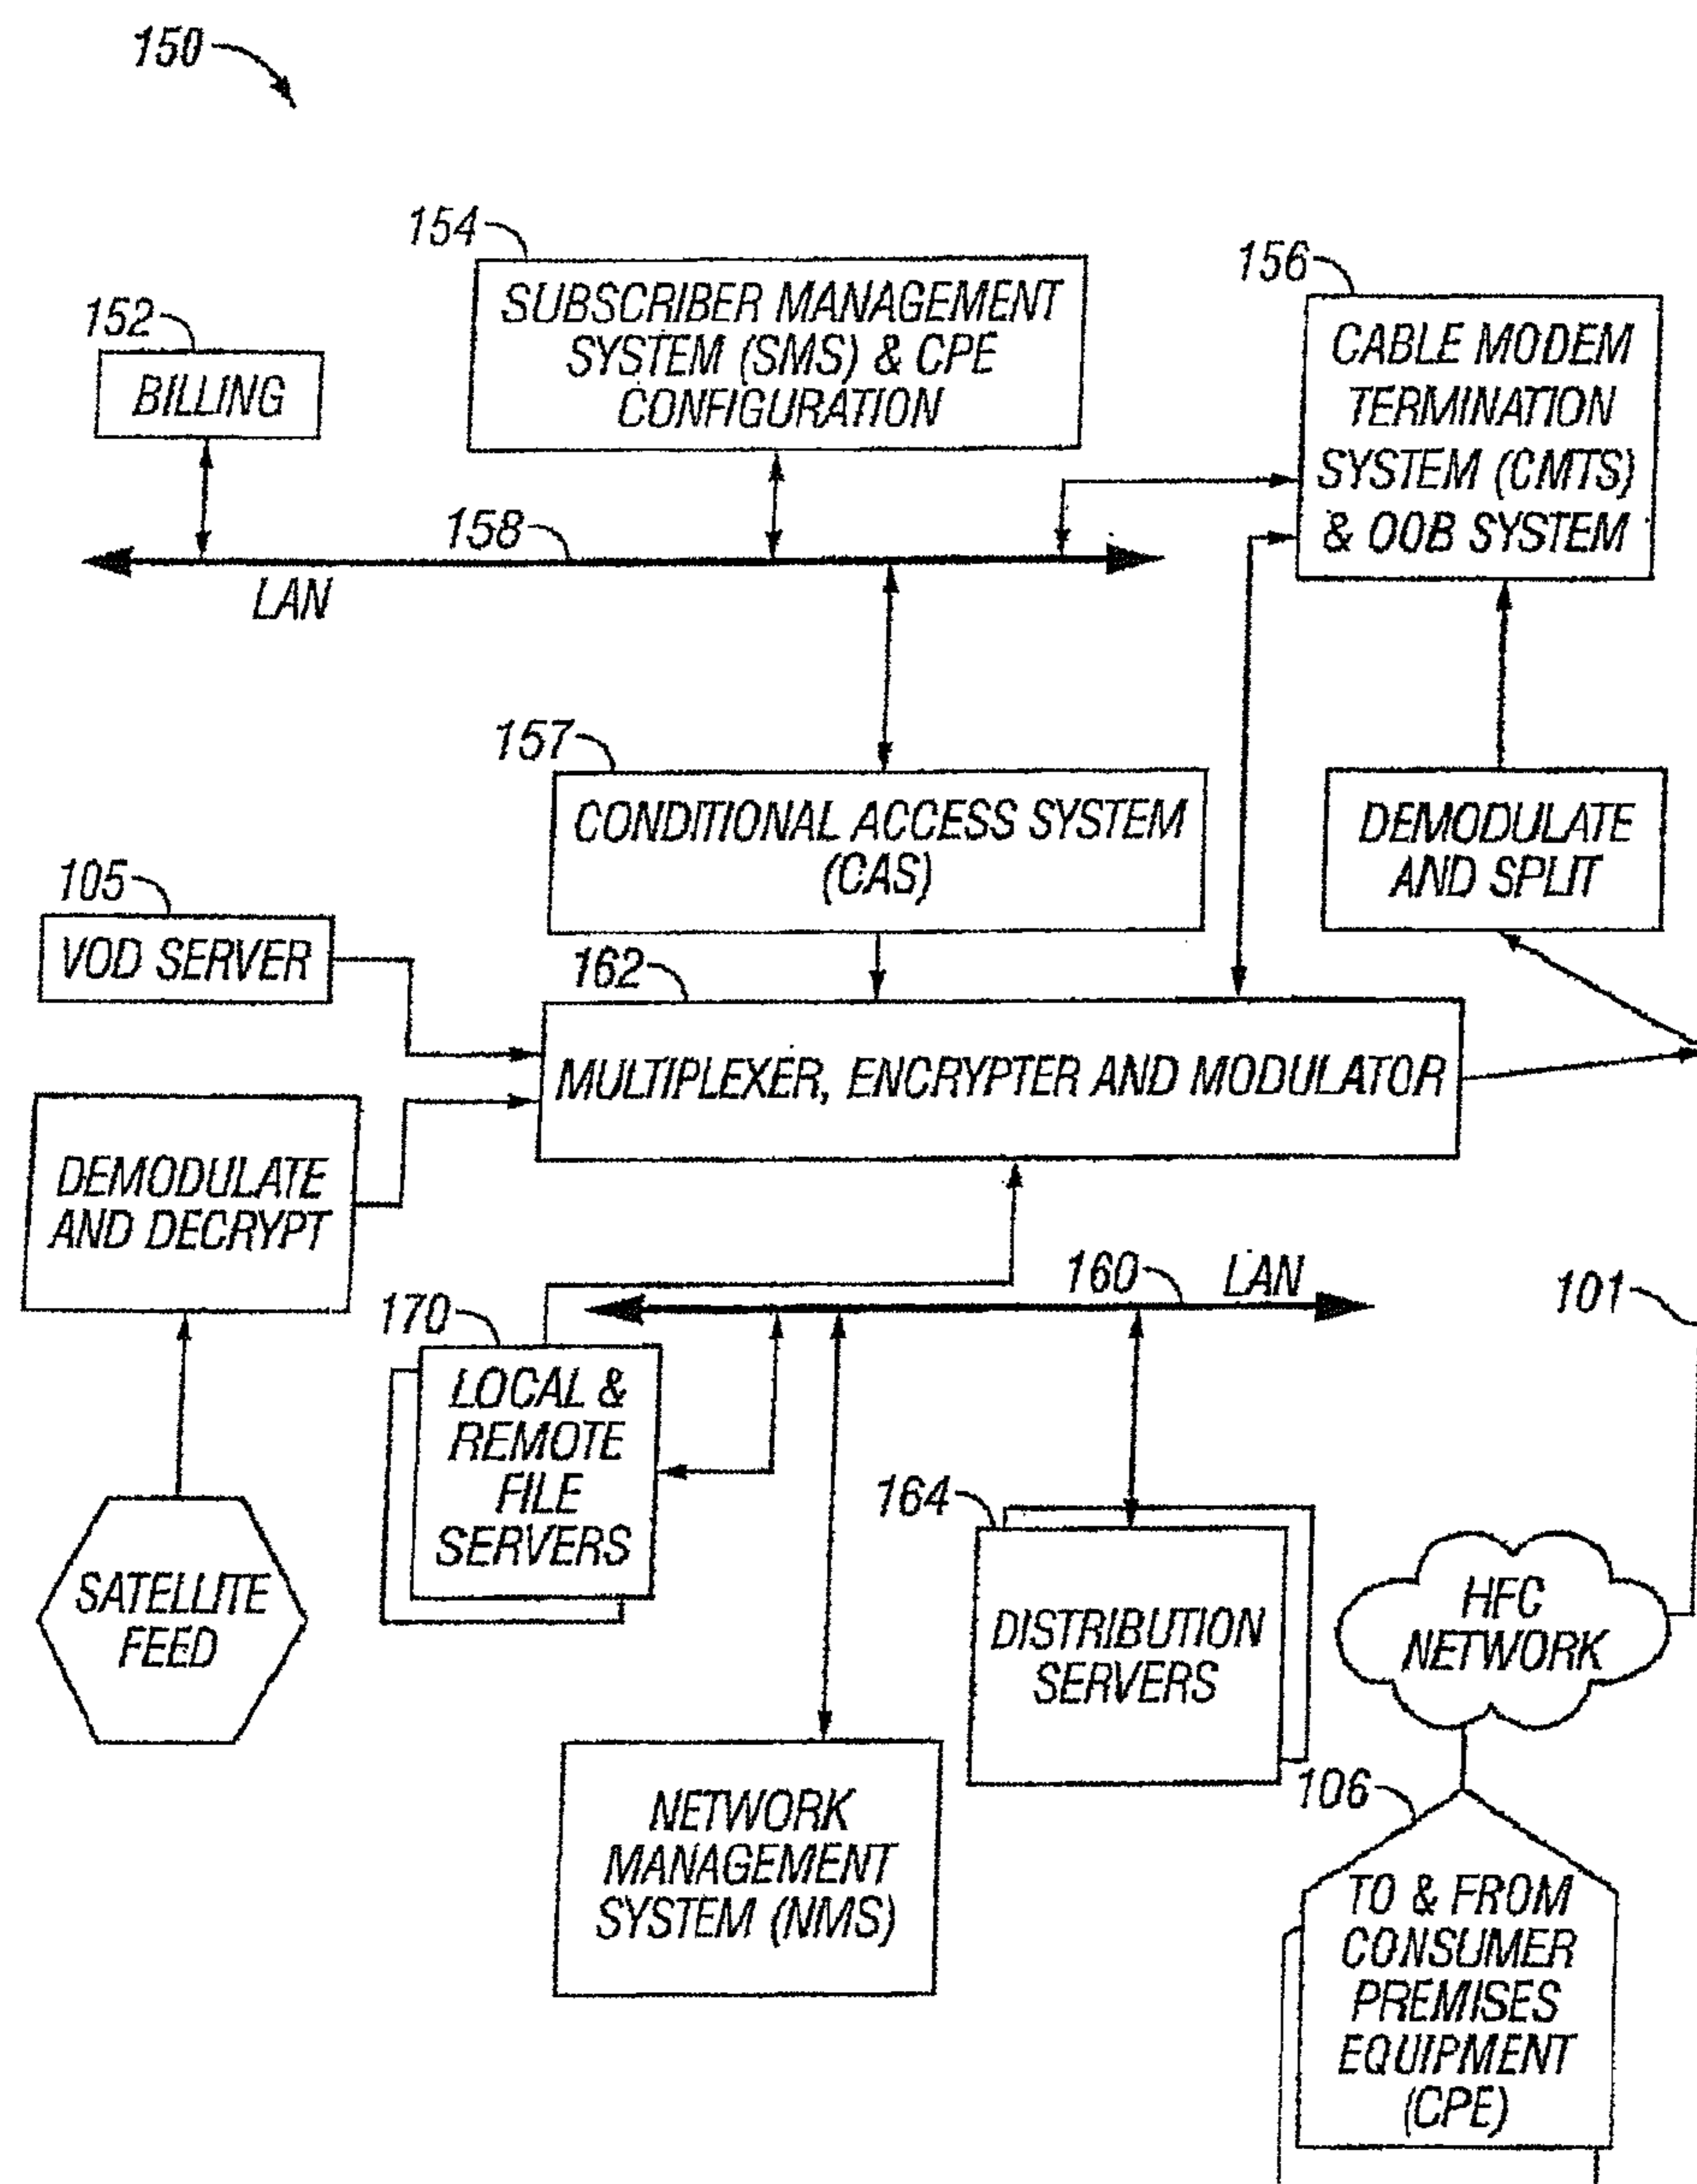 150
154
SUBSCRIBER MANAGEMENT
SYSTEM (SMS) & CPE
CONFIGURATION
156
CABLE MODEM
TERMINATION
SYSTEM (CMTS)
& OOB SYSTEM
152
BILLING
158
LAN
157
CONDITIONAL ACCESS SYSTEM
(CAS)
DEMODULATE
AND SPLIT
105
VOD SERVER
162
MULTIPLEXER, ENCRYPTER AND MODULATOR
DEMODULATE
AND DECRYPT
160
LAN
101
170
LOCAL &
REMOTE
FILE
SERVERS
164
DISTRIBUTION
SERVERS
SATELLITE
FEED
HFC
NETWORK
NETWORK
MANAGEMENT
SYSTEM (NMS)
106
TO & FROM
CONSUMER
PREMISES
EQUIPMENT
(CPE)